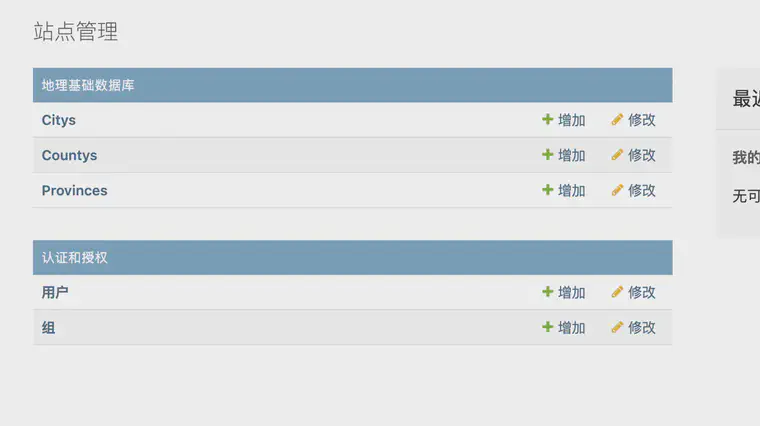 站点管理
地理基础数据库
Citys 增加 修改
Countys 增加 修改
Provinces 增加 修改
认证和授权
用户 增加 修改
组 增加 修改
最近
我的
无可